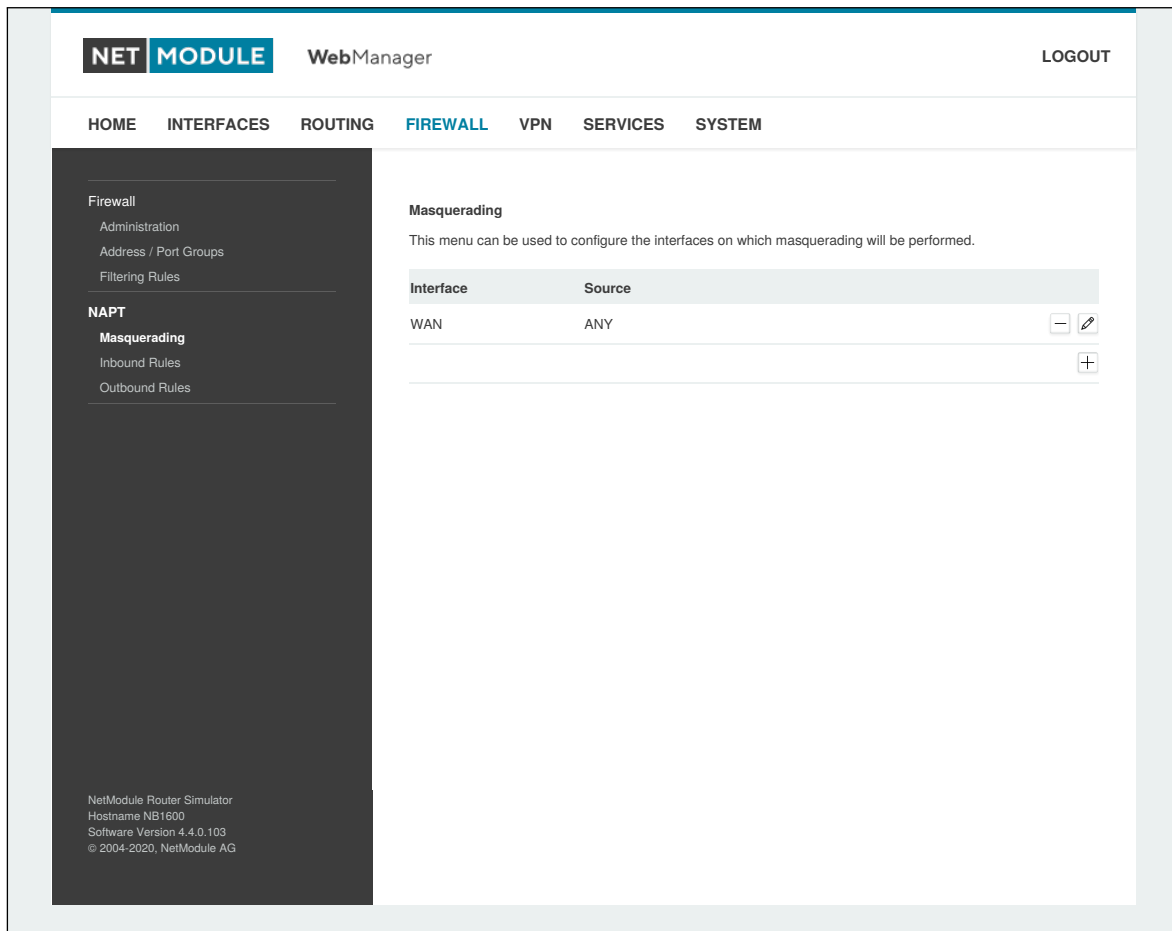 NET MODULE WebManager LOGOUT
HOME INTERFACES ROUTING FIREWALL VPN SERVICES SYSTEM
Firewall
Administration
Address / Port Groups
Filtering Rules
NAPT
Masquerading
Inbound Rules
Outbound Rules
Masquerading
This menu can be used to configure the interfaces on which masquerading will be performed.
Interface Source
WAN ANY
NetModule Router Simulator
Hostname NB1600
Software Version 4.4.0.103
© 2004-2020, NetModule AG